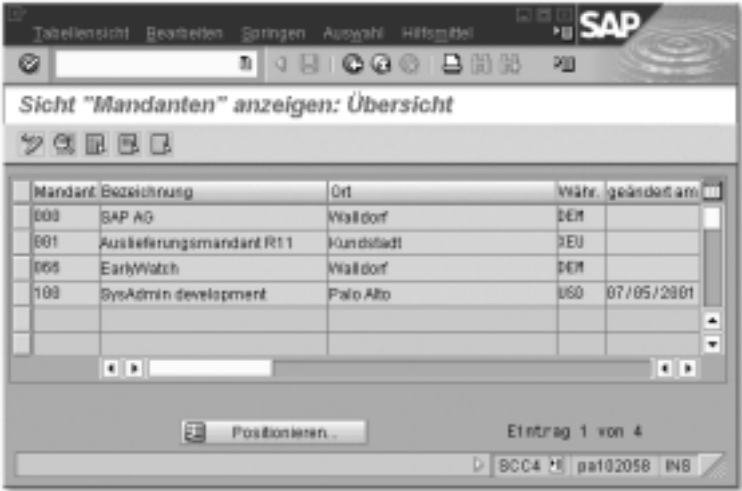 Tabellensicht Bearbeiten Springen Auswahl Hilfsmittel
SAP
Sicht "Mandanten" anzeigen: Übersicht
Mandant Bezeichnung Ort Währ. geändert am
000 SAP AG Walldorf DEM
001 Auslieferungsmandant R11 Kundstadt XEU
066 EarlyWatch Walldorf DEM
100 SysAdmin development Palo Alto USD 07/05/2001
Positionieren... Eintrag 1 von 4
BCC4 pa102058 INS